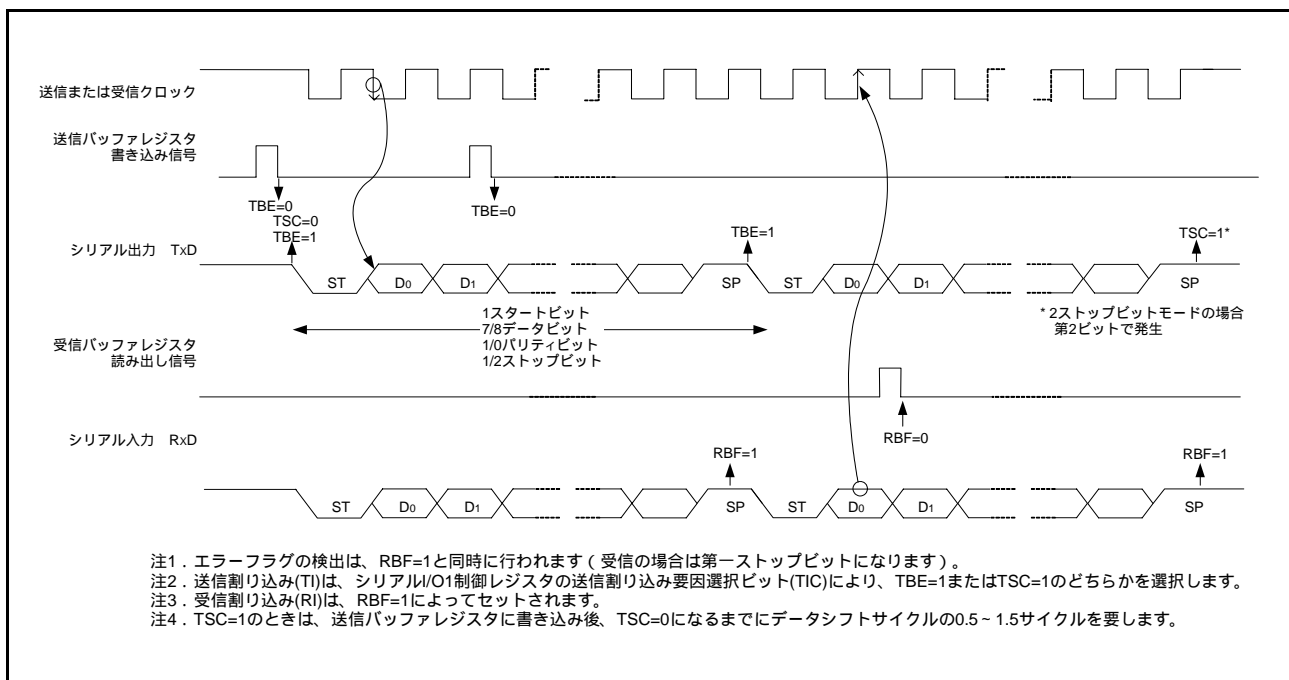 送信または受信クロック
送信バッファレジスタ
書き込み信号
TBE=0
TSC=0
TBE=1
TBE=0
シリアル出力 TxD
TBE=1
TSC=1*
ST
D0
D1
SP
ST
D0
D1
SP
1スタートビット
7/8データビット
1/0パリティビット
1/2ストップビット
* 2ストップビットモードの場合
第2ビットで発生
受信バッファレジスタ
読み出し信号
RBF=0
シリアル入力 RxD
RBF=1
RBF=1
ST
D0
D1
SP
ST
D0
D1
SP
注1．エラーフラグの検出は、RBF=1と同時に行われます（受信の場合は第一ストップビットになります）。
注2．送信割り込み(TI)は、シリアルI/O1制御レジスタの送信割り込み要因選択ビット(TIC)により、TBE=1またはTSC=1のどちらかを選択します。
注3．受信割り込み(RI)は、RBF=1によってセットされます。
注4．TSC=1のときは、送信バッファレジスタに書き込み後、TSC=0になるまでにデータシフトサイクルの0.5～1.5サイクルを要します。